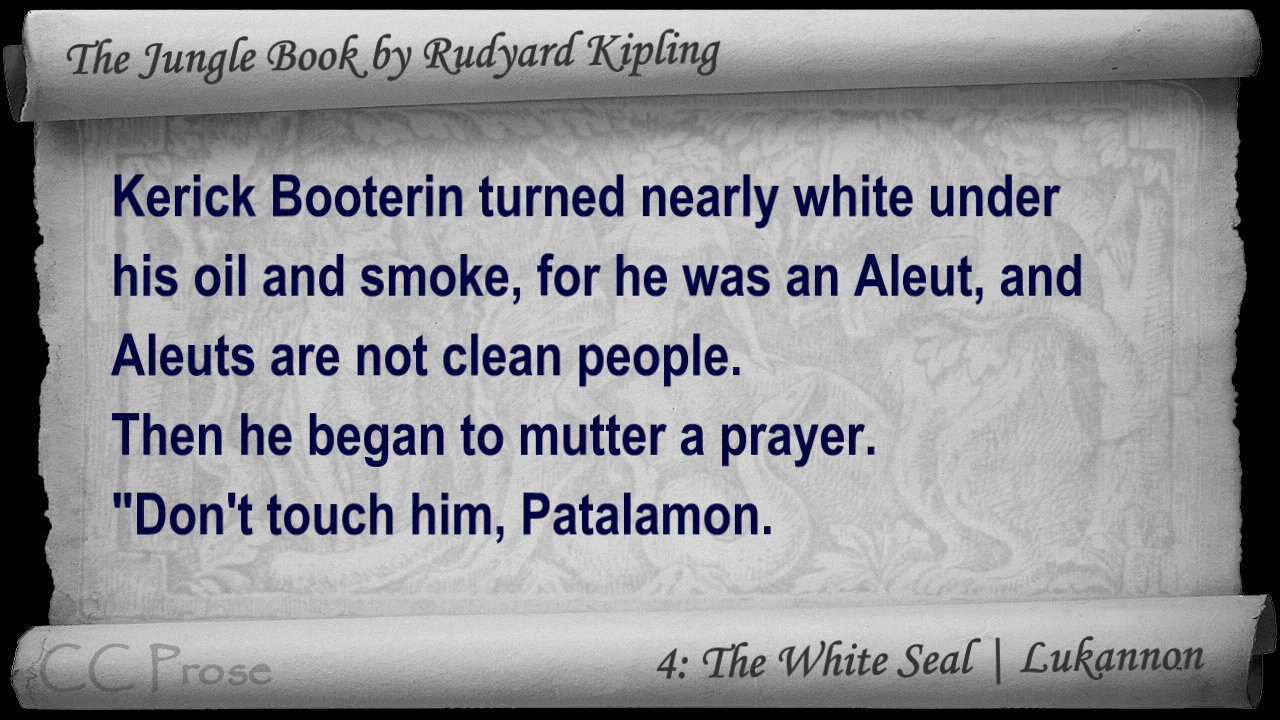 The Jungle Book by Rudyard Kipling
Kerick Booterin turned nearly white under
his oil and smoke, for he was an Aleut, and
Aleuts are not clean people.
Then he began to mutter a prayer.
"Don't touch him, Patalamon.
CC Prose
4: The White Seal | Lukannon